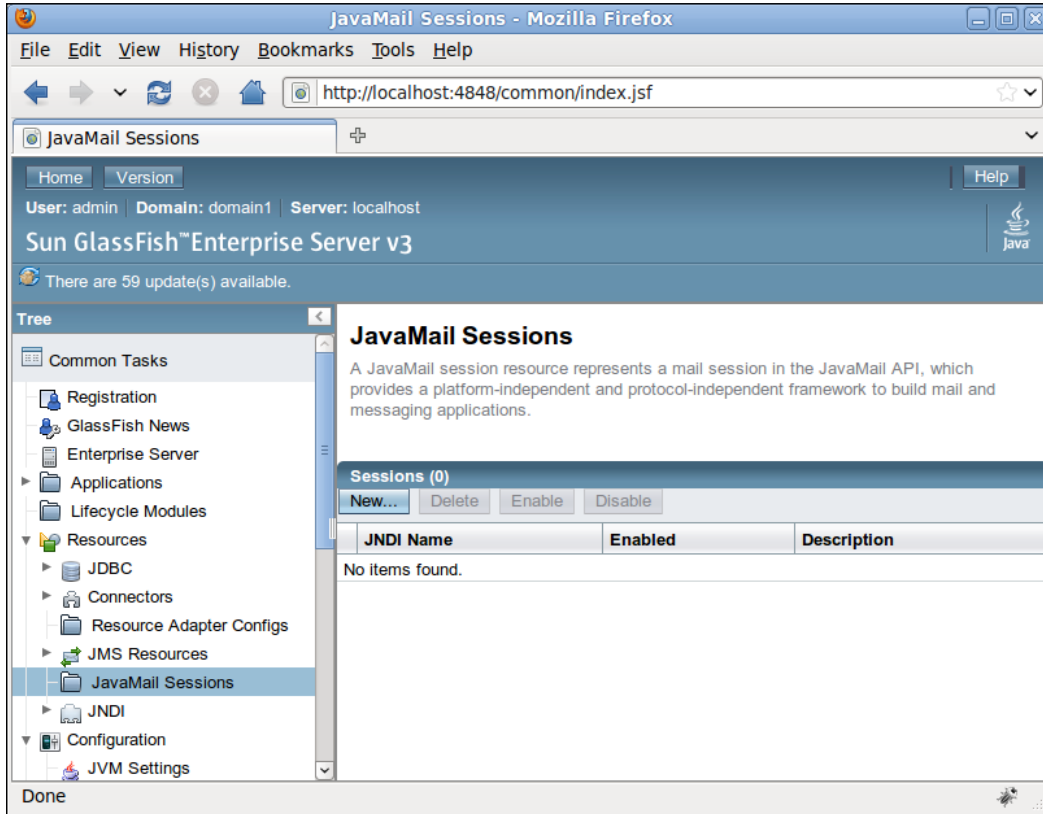 JavaMail Sessions - Mozilla Firefox
File Edit View History Bookmarks Tools Help
http://localhost:4848/common/index.jsf
JavaMail Sessions
Home Version Help
User: admin Domain: domain1 Server: localhost
Sun GlassFish™ Enterprise Server v3
Java
There are 59 update(s) available.
Tree
Common Tasks
Registration
GlassFish News
Enterprise Server
Applications
Lifecycle Modules
Resources
JDBC
Connectors
Resource Adapter Configs
JMS Resources
JavaMail Sessions
JNDI
Configuration
JVM Settings
JavaMail Sessions
A JavaMail session resource represents a mail session in the JavaMail API, which
provides a platform-independent and protocol-independent framework to build mail and
messaging applications.
Sessions (0)
New... Delete Enable Disable
JNDI Name Enabled Description
No items found.
Done